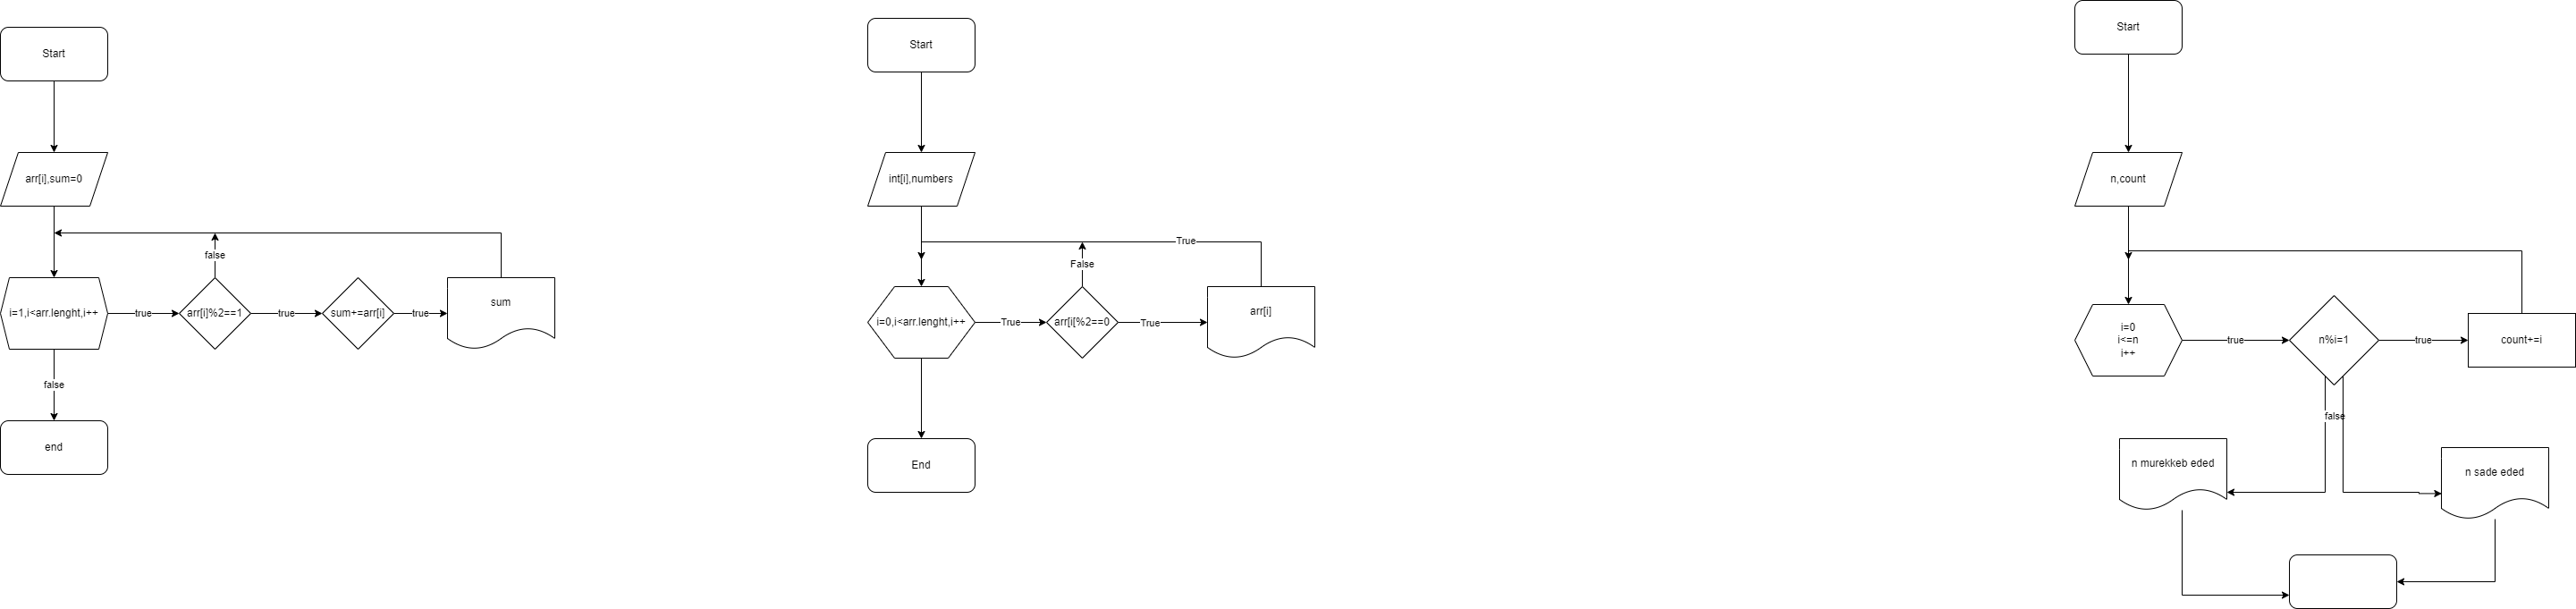 Start
arr[i],sum=0
false
i=1,i<arr.lenght,i++
true
arr[i]%2==1
true
sum+=arr[i]
true
sum
false
end
Start
int[i],numbers
True
False
i=0,i<arr.lenght,i++
True
arr[i[%2==0
True
arr[i]
End
Start
n,count
i=0
i<=n
i++
true
n%i=1
true
count+=i
false
n murekkeb eded
n sade eded